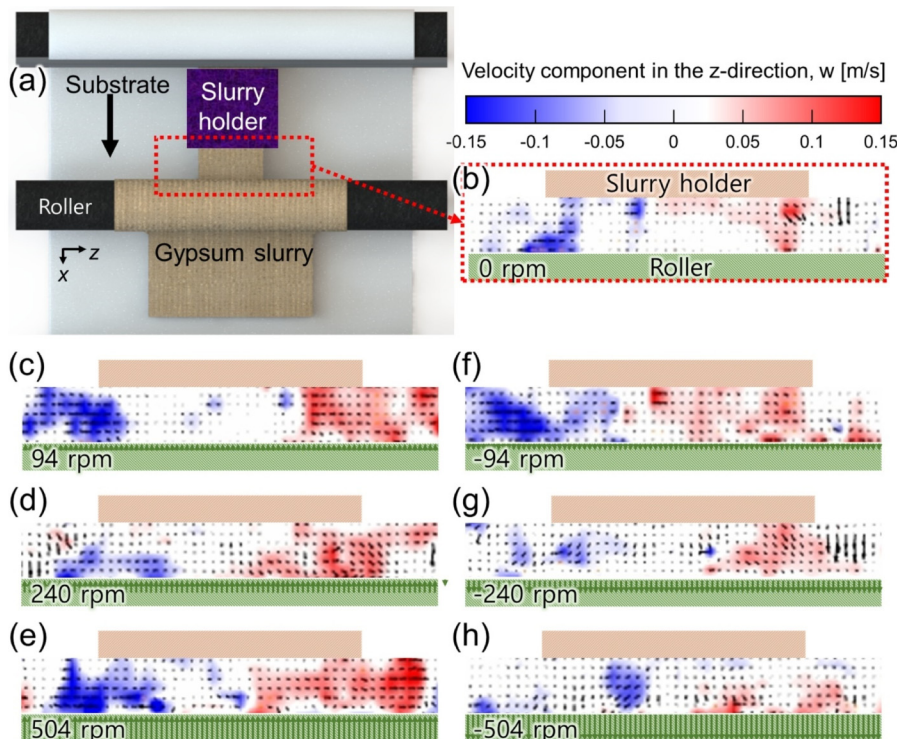 (a)
Substrate
Slurry
holder
Roller
Gypsum slurry
x
z
Velocity component in the z-direction, w [m/s]
-0.15 -0.1 -0.05 0 0.05 0.1 0.15
(b)
Slurry holder
0 rpm
Roller
(c)
94 rpm
(f)
-94 rpm
(d)
240 rpm
(g)
-240 rpm
(e)
504 rpm
(h)
-504 rpm